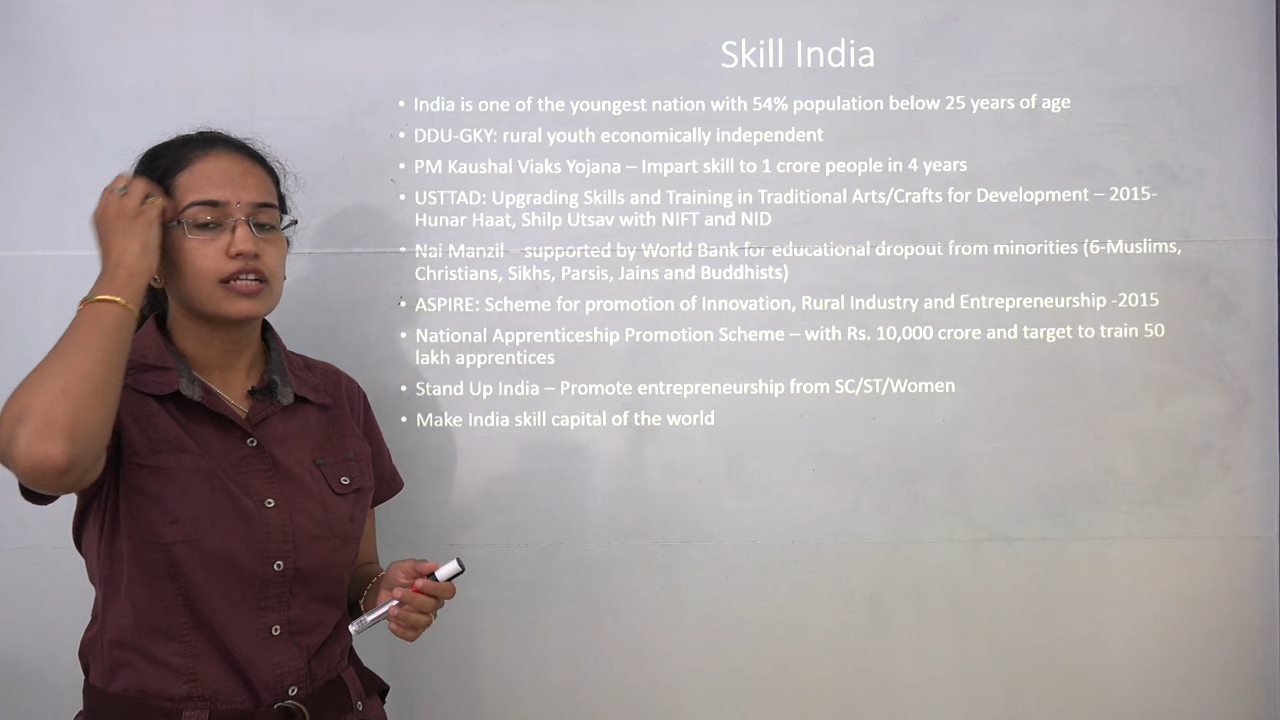 Skill India
• India is one of the youngest nation with 54% population below 25 years of age
• DDU-GKY: rural youth economically independent
• PM Kaushal Viaks Yojana – Impart skill to 1 crore people in 4 years
• USTTAD: Upgrading Skills and Training in Traditional Arts/Crafts for Development – 2015-
Hunar Haat, Shilp Utsav with NIFT and NID
• Nai Manzil – supported by World Bank for educational dropout from minorities (6-Muslims,
Christians, Sikhs, Parsis, Jains and Buddhists)
• ASPIRE: Scheme for promotion of Innovation, Rural Industry and Entrepreneurship -2015
• National Apprenticeship Promotion Scheme – with Rs. 10,000 crore and target to train 50
lakh apprentices
• Stand Up India – Promote entrepreneurship from SC/ST/Women
• Make India skill capital of the world